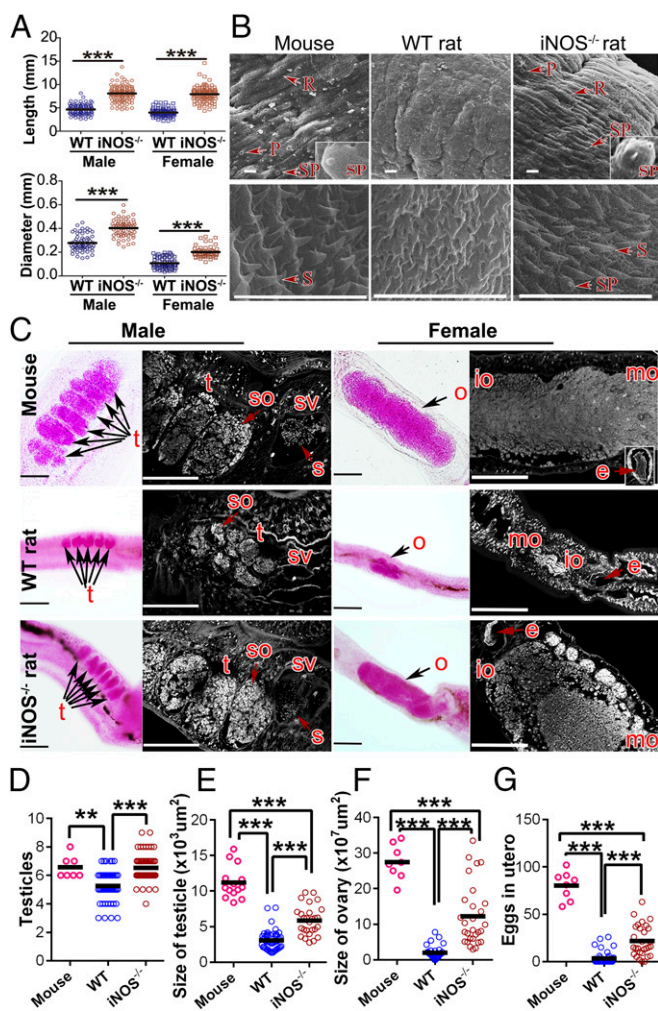 A
B
Mouse WT rat iNOS-/- rat
Length (mm)
20
15
10
5
0
*** ***
WT iNOS-/- WT iNOS-/-
Male Female
Diameter (mm)
0.8
0.6
0.4
0.2
0.0
*** ***
WT iNOS-/- WT iNOS-/-
Male Female
R P SP SP
P R SP SP
S
S SP
C
Male Female
Mouse
t
t so sv s
o
io mo e
WT rat
t
so t sv
o
mo io e
iNOS-/- rat
t
t so sv s
o
e io mo
D E F G
Testicles
10
8
6
4
2
0
** ***
Mouse WT iNOS-/-
Size of testicle (x10³um²)
20
15
10
5
0
***
*** ***
Mouse WT iNOS-/-
Size of ovary (x10⁷um²)
40
30
20
10
0
***
*** ***
Mouse WT iNOS-/-
Eggs in utero
150
100
50
0
***
*** ***
Mouse WT iNOS-/-